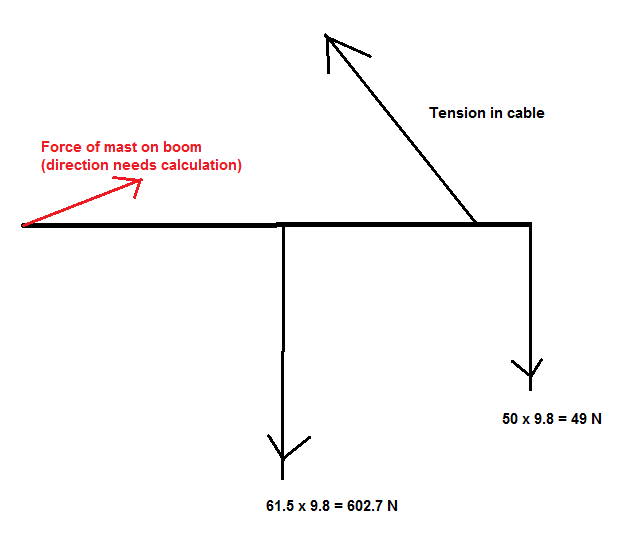 Tension in cable
Force of mast on boom
(direction needs calculation)
50 x 9.8 = 49 N
61.5 x 9.8 = 602.7 N